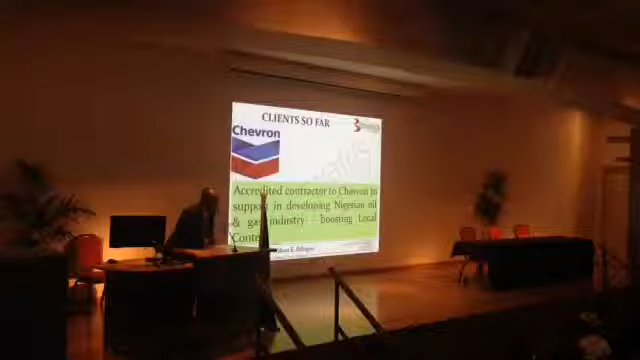 CLIENTS SO FAR
Chevron
Accredited contractor to Chevron to
support in developing Nigerian oil
& gas industry Boosting Local
Conte